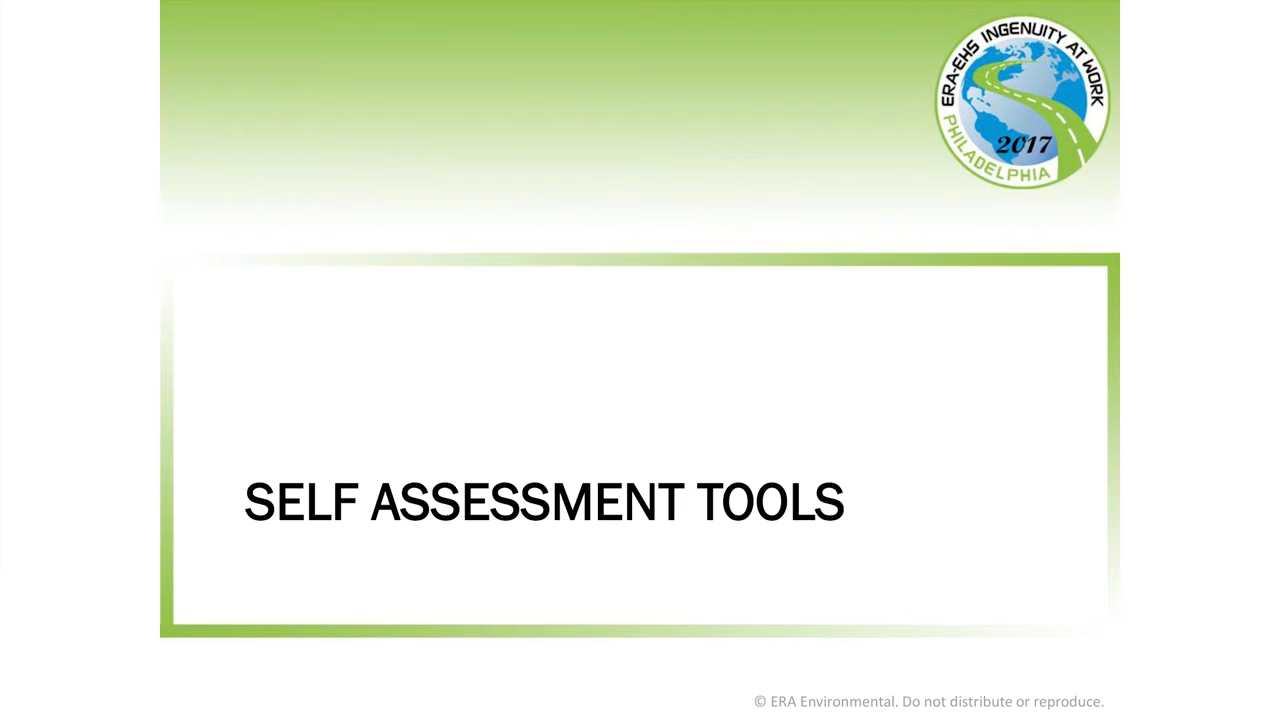 ERA-EHS INGENUITY AT WORK
2017
PHILADELPHIA
SELF ASSESSMENT TOOLS
© ERA Environmental. Do not distribute or reproduce.